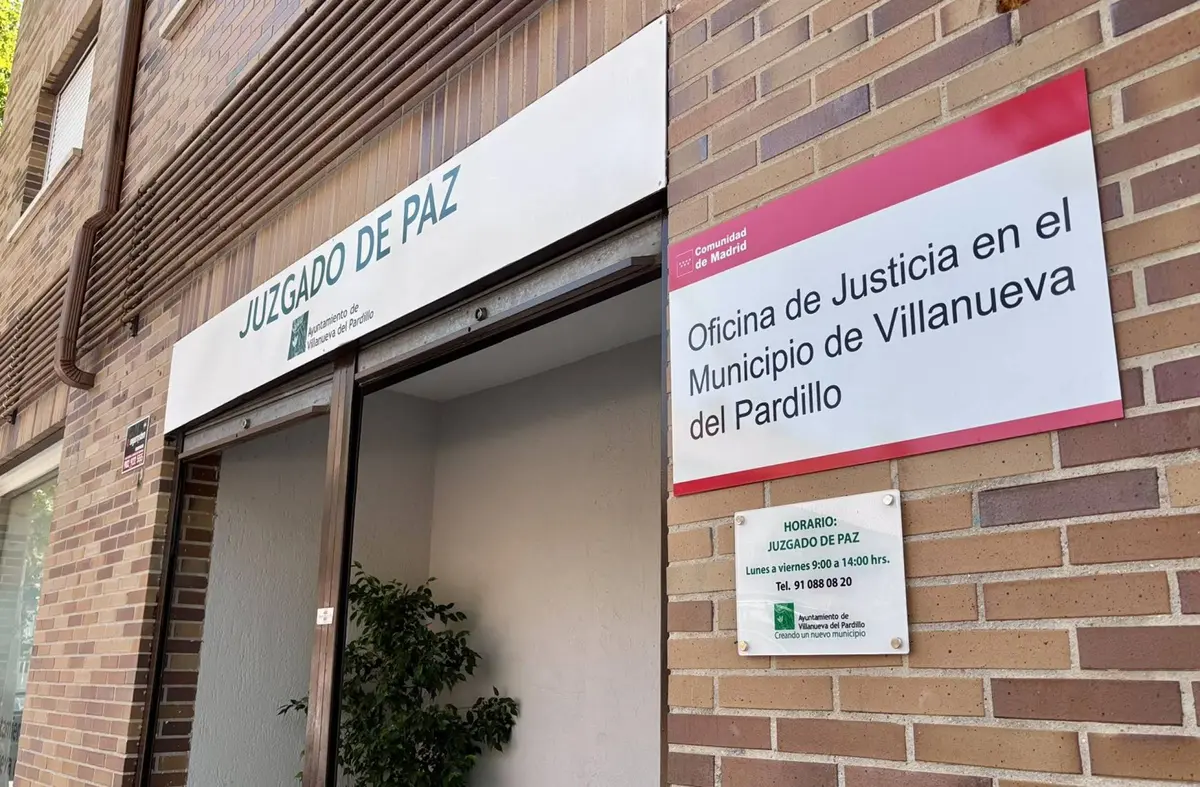 JUZGADO DE PAZ
Ayuntamiento de
Villanueva del Pardillo
Comunidad
de Madrid
Oficina de Justicia en el
Municipio de Villanueva
del Pardillo
HORARIO:
JUZGADO DE PAZ
Lunes a viernes 9:00 a 14:00 hrs.
Tel. 91 088 08 20
Ayuntamiento de
Villanueva del Pardillo
Creando un nuevo municipio